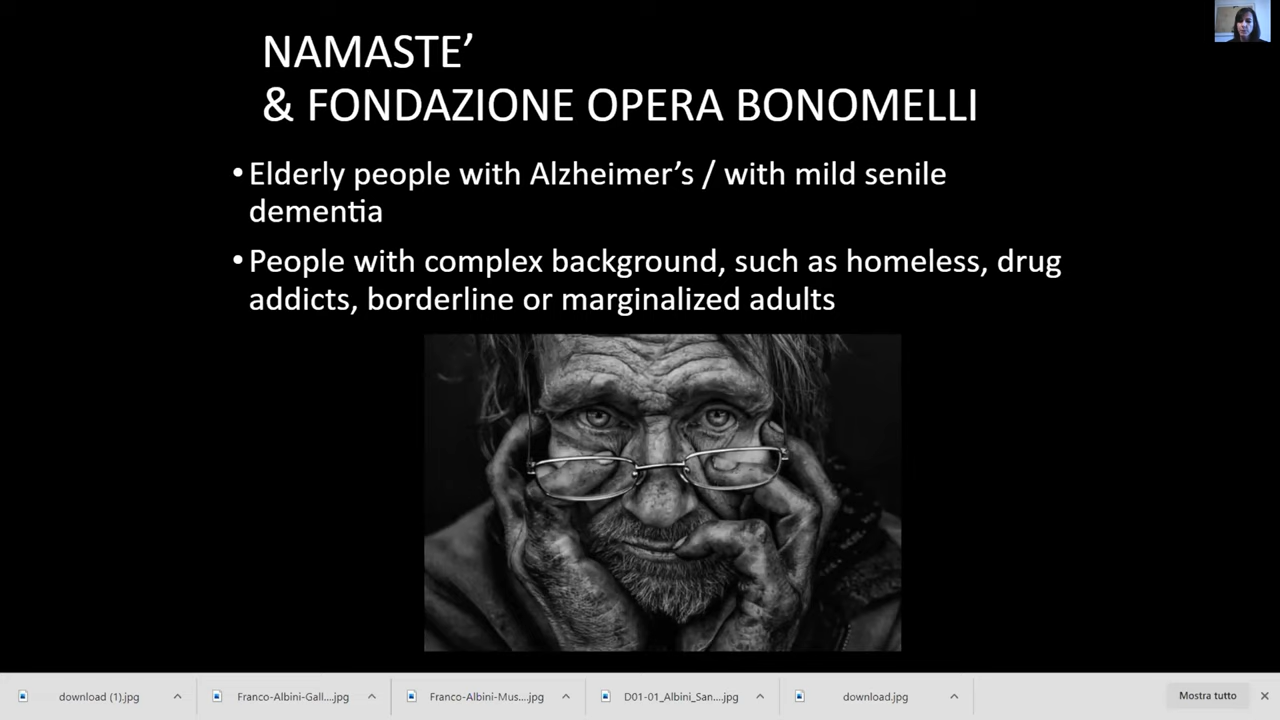 NAMASTE’
& FONDAZIONE OPERA BONOMELLI
•Elderly people with Alzheimer’s / with mild senile
dementia
•People with complex background, such as homeless, drug
addicts, borderline or marginalized adults
download (1).jpg
Franco-Albini-Gall....jpg
Franco-Albini-Mus....jpg
D01-01_Albini_San....jpg
download.jpg
Mostra tutto